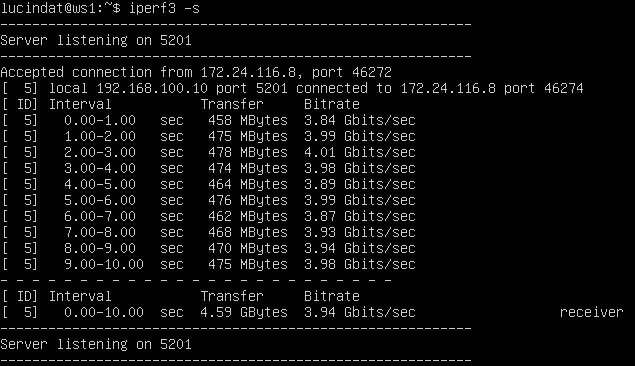 lucindat@ws1:~$ iperf3 -s
-----------------------------------------------------------
Server listening on 5201
-----------------------------------------------------------
Accepted connection from 172.24.116.8, port 46272
[  5] local 192.168.100.10 port 5201 connected to 172.24.116.8 port 46274
[ ID] Interval           Transfer     Bitrate
[  5]   0.00-1.00   sec   458 MBytes  3.84 Gbits/sec
[  5]   1.00-2.00   sec   475 MBytes  3.99 Gbits/sec
[  5]   2.00-3.00   sec   478 MBytes  4.01 Gbits/sec
[  5]   3.00-4.00   sec   474 MBytes  3.98 Gbits/sec
[  5]   4.00-5.00   sec   464 MBytes  3.89 Gbits/sec
[  5]   5.00-6.00   sec   476 MBytes  3.99 Gbits/sec
[  5]   6.00-7.00   sec   462 MBytes  3.87 Gbits/sec
[  5]   7.00-8.00   sec   468 MBytes  3.93 Gbits/sec
[  5]   8.00-9.00   sec   470 MBytes  3.94 Gbits/sec
[  5]   9.00-10.00  sec   475 MBytes  3.98 Gbits/sec
- - - - - - - - - - - - - - - - - - - - - - - - -
[ ID] Interval           Transfer     Bitrate
[  5]   0.00-10.00  sec  4.59 GBytes  3.94 Gbits/sec                  receiver
-----------------------------------------------------------
Server listening on 5201
-----------------------------------------------------------